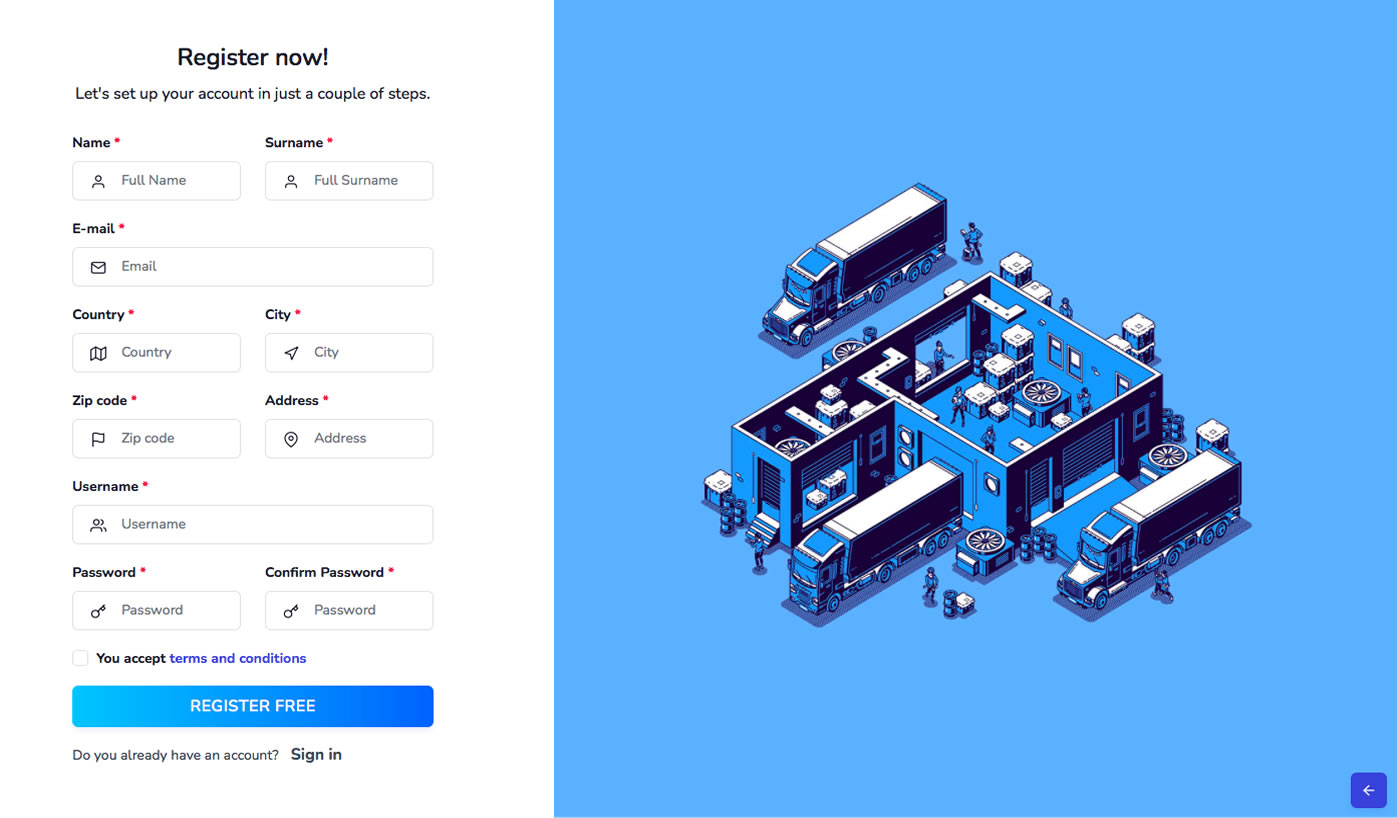 Register now!
Let's set up your account in just a couple of steps.
Name * Surname *
Full Name Full Surname
E-mail *
Email
Country * City *
Country City
Zip code * Address *
Zip code Address
Username *
Username
Password * Confirm Password *
Password Password
You accept terms and conditions
REGISTER FREE
Do you already have an account? Sign in